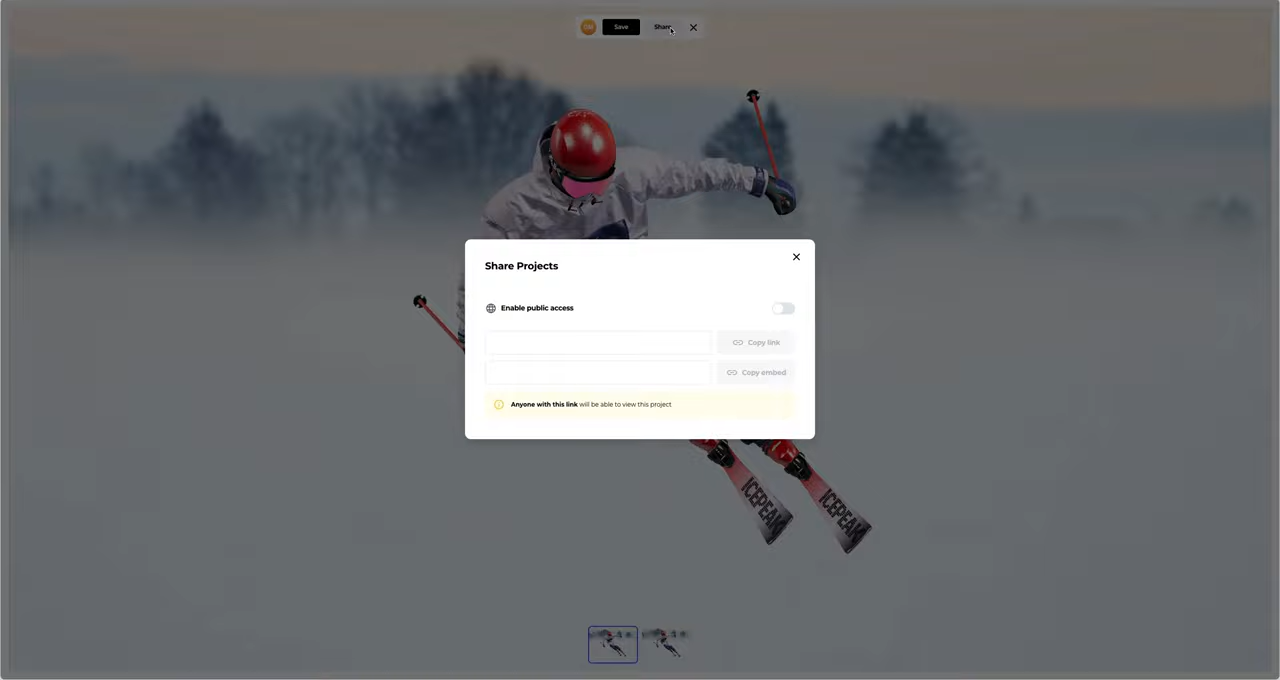 Save
Share
Share Projects
Enable public access
Copy link
Copy embed
Anyone with this link will be able to view this project
ICEPEAK
ICEPEAK